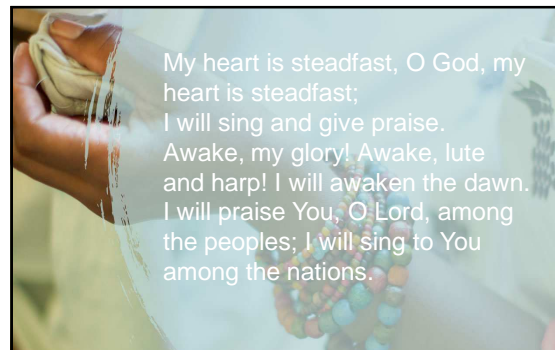 My heart is steadfast, O God, my
heart is steadfast;
I will sing and give praise.
Awake, my glory! Awake, lute
and harp! I will awaken the dawn.
I will praise You, O Lord, among
the peoples; I will sing to You
among the nations.